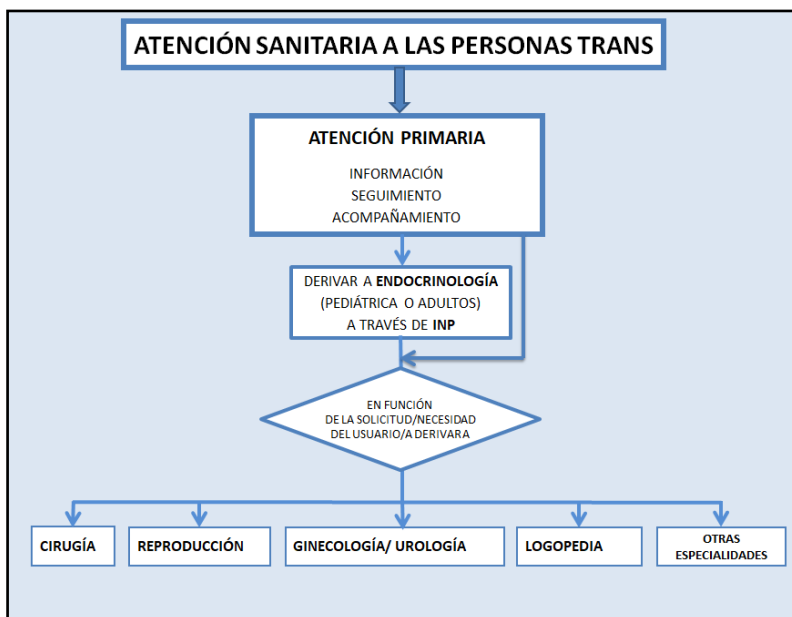 ATENCIÓN SANITARIA A LAS PERSONAS TRANS
ATENCIÓN PRIMARIA
INFORMACIÓN
SEGUIMIENTO
ACOMPAÑAMIENTO
DERIVAR A ENDOCRINOLOGÍA
(PEDIÁTRICA O ADULTOS)
A TRAVÉS DE INP
EN FUNCIÓN
DE LA SOLICITUD/NECESIDAD
DEL USUARIO/A DERIVARA
CIRUGÍA
REPRODUCCIÓN
GINECOLOGÍA/ UROLOGÍA
LOGOPEDIA
OTRAS
ESPECIALIDADES